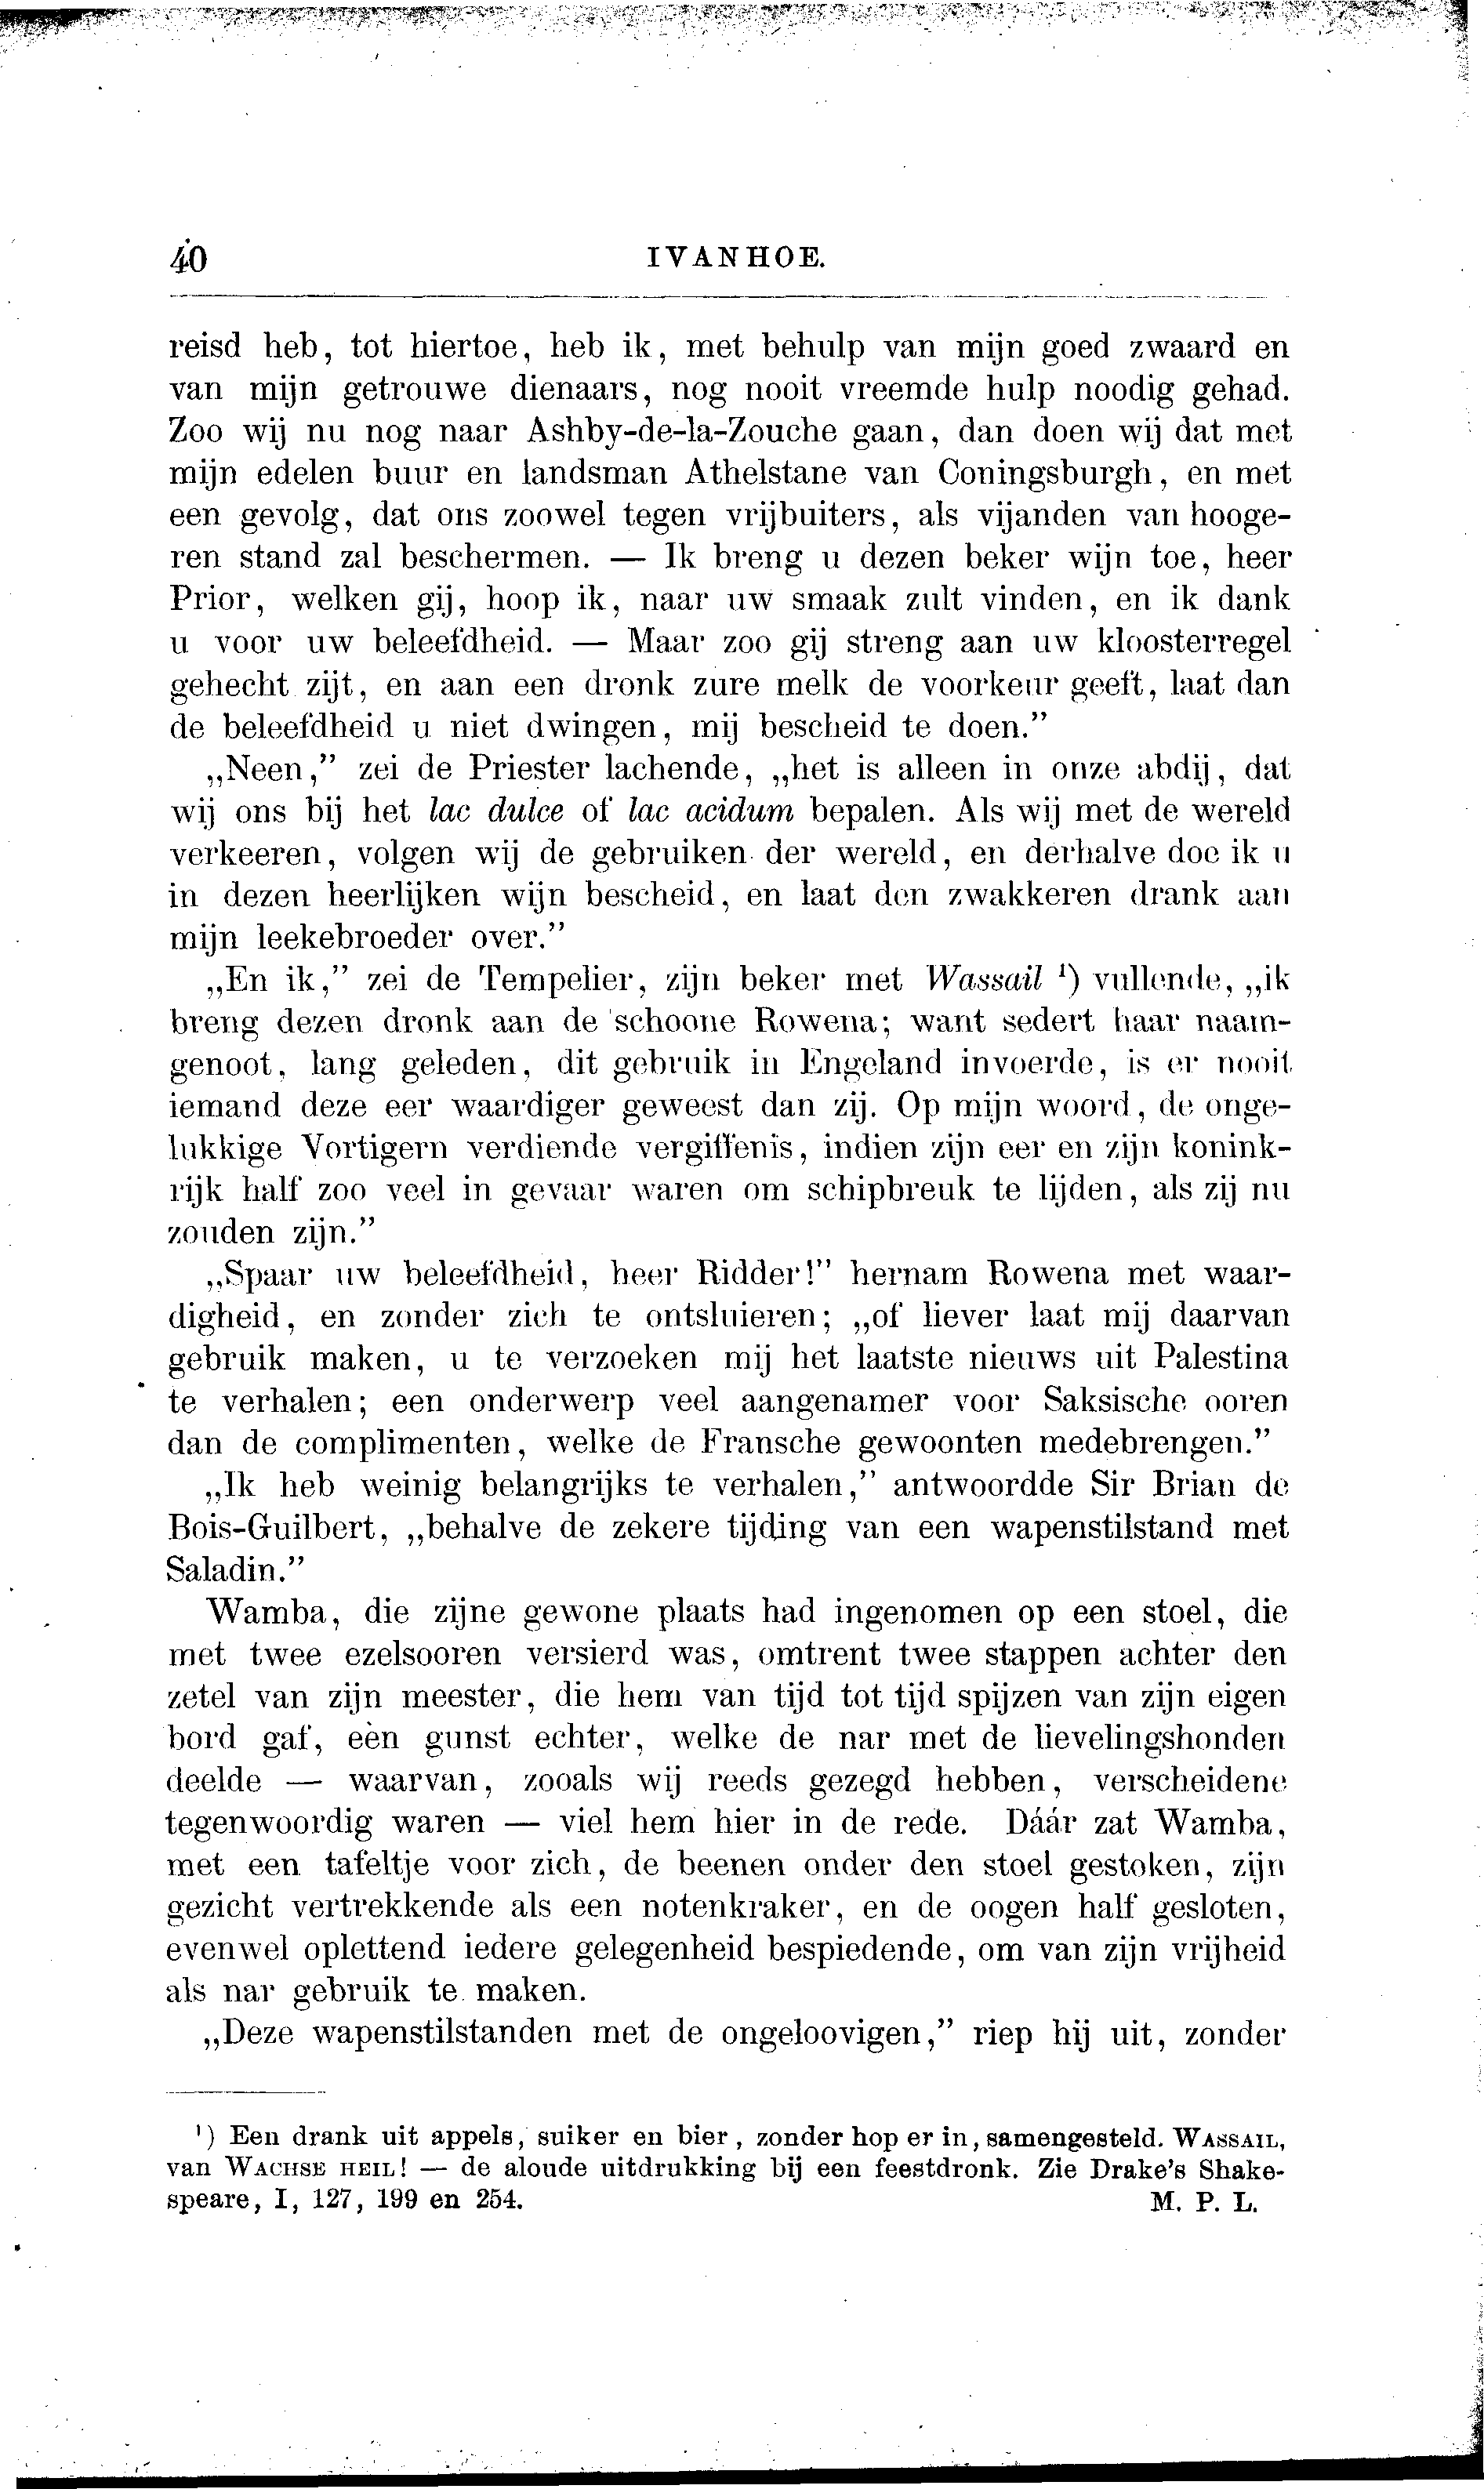 40 IVANHOE.
reisd heb, tot hiertoe, heb ik, met behulp van mijn goed zwaard en
van mijn getrouwe dienaars, nog nooit vreemde hulp noodig gehad.
Zoo wij nu nog naar Ashby-de-la-Zouche gaan, dan doen wij dat met
mijn edelen buur en landsman Athelstane van Coningsburgh, en met
een gevolg, dat ons zoowel tegen vrijbuiters, als vijanden van hooge-
ren stand zal beschermen. — Ik breng u dezen beker wijn toe, heer
Prior, welken gij, hoop ik, naar uw smaak zult vinden, en ik dank
u voor uw beleefdheid. — Maar zoo gij streng aan uw kloosterregel
gehecht zijt, en aan een dronk zure melk de voorkeur geeft, laat dan
de beleefdheid u niet dwingen, mij bescheid te doen.”
„Neen,” zei de Priester lachende, „het is alleen in onze abdij, dat
wij ons bij het lac dulce of lac acidum bepalen. Als wij met de wereld
verkeeren, volgen wij de gebruiken der wereld, en derhalve doe ik u
in dezen heerlijken wijn bescheid, en laat den zwakkeren drank aan
mijn leekebroeder over.”
„En ik,” zei de Tempelier, zijn beker met Wassail ¹) vullende, „ik
breng dezen dronk aan de schoone Rowena; want sedert haar naam-
genoot, lang geleden, dit gebruik in Engeland invoerde, is er nooit
iemand deze eer waardiger geweest dan zij. Op mijn woord, de onge-
lukkige Vortigern verdiende vergiffenis, indien zijn eer en zijn konink-
rijk half zoo veel in gevaar waren om schipbreuk te lijden, als zij nu
zouden zijn.”
„Spaar uw beleefdheid, heer Ridder!” hernam Rowena met waar-
digheid, en zonder zich te ontsluieren; „of liever laat mij daarvan
gebruik maken, u te verzoeken mij het laatste nieuws uit Palestina
te verhalen; een onderwerp veel aangenamer voor Saksische ooren
dan de complimenten, welke de Fransche gewoonten medebrengen.”
„Ik heb weinig belangrijks te verhalen,” antwoordde Sir Brian de
Bois-Guilbert, „behalve de zekere tijding van een wapenstilstand met
Saladin.”
Wamba, die zijne gewone plaats had ingenomen op een stoel, die
met twee ezelsooren versierd was, omtrent twee stappen achter den
zetel van zijn meester, die hem van tijd tot tijd spijzen van zijn eigen
bord gaf, eèn gunst echter, welke de nar met de lievelingshonden
deelde — waarvan, zooals wij reeds gezegd hebben, verscheidene
tegenwoordig waren — viel hem hier in de rede. Dáár zat Wamba,
met een tafeltje voor zich, de beenen onder den stoel gestoken, zijn
gezicht vertrekkende als een notenkraker, en de oogen half gesloten,
evenwel oplettend iedere gelegenheid bespiedende, om van zijn vrijheid
als nar gebruik te maken.
„Deze wapenstilstanden met de ongeloovigen,” riep hij uit, zonder
¹) Een drank uit appels, suiker en bier, zonder hop er in, samengesteld. WASSAIL,
van WACHSE HEIL! — de aloude uitdrukking bij een feestdronk. Zie Drake's Shake-
speare, I, 127, 199 en 254. M. P. L.